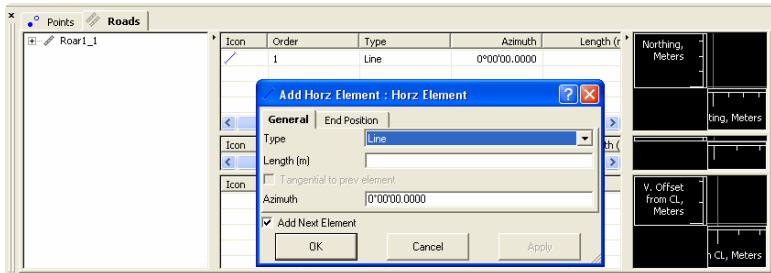 Points Roads
Roar1_1
Icon Order Type Azimuth Length (r
1 Line 0°00'00.0000
Northing,
Meters
ting, Meters
Add Horz Element : Horz Element
General End Position
Type Line
Length (m)
Tangential to prev element
Azimuth 0°00'00.0000
Add Next Element
OK Cancel Apply
Icon
th (
Icon
V. Offset
from CL,
Meters
CL, Meters